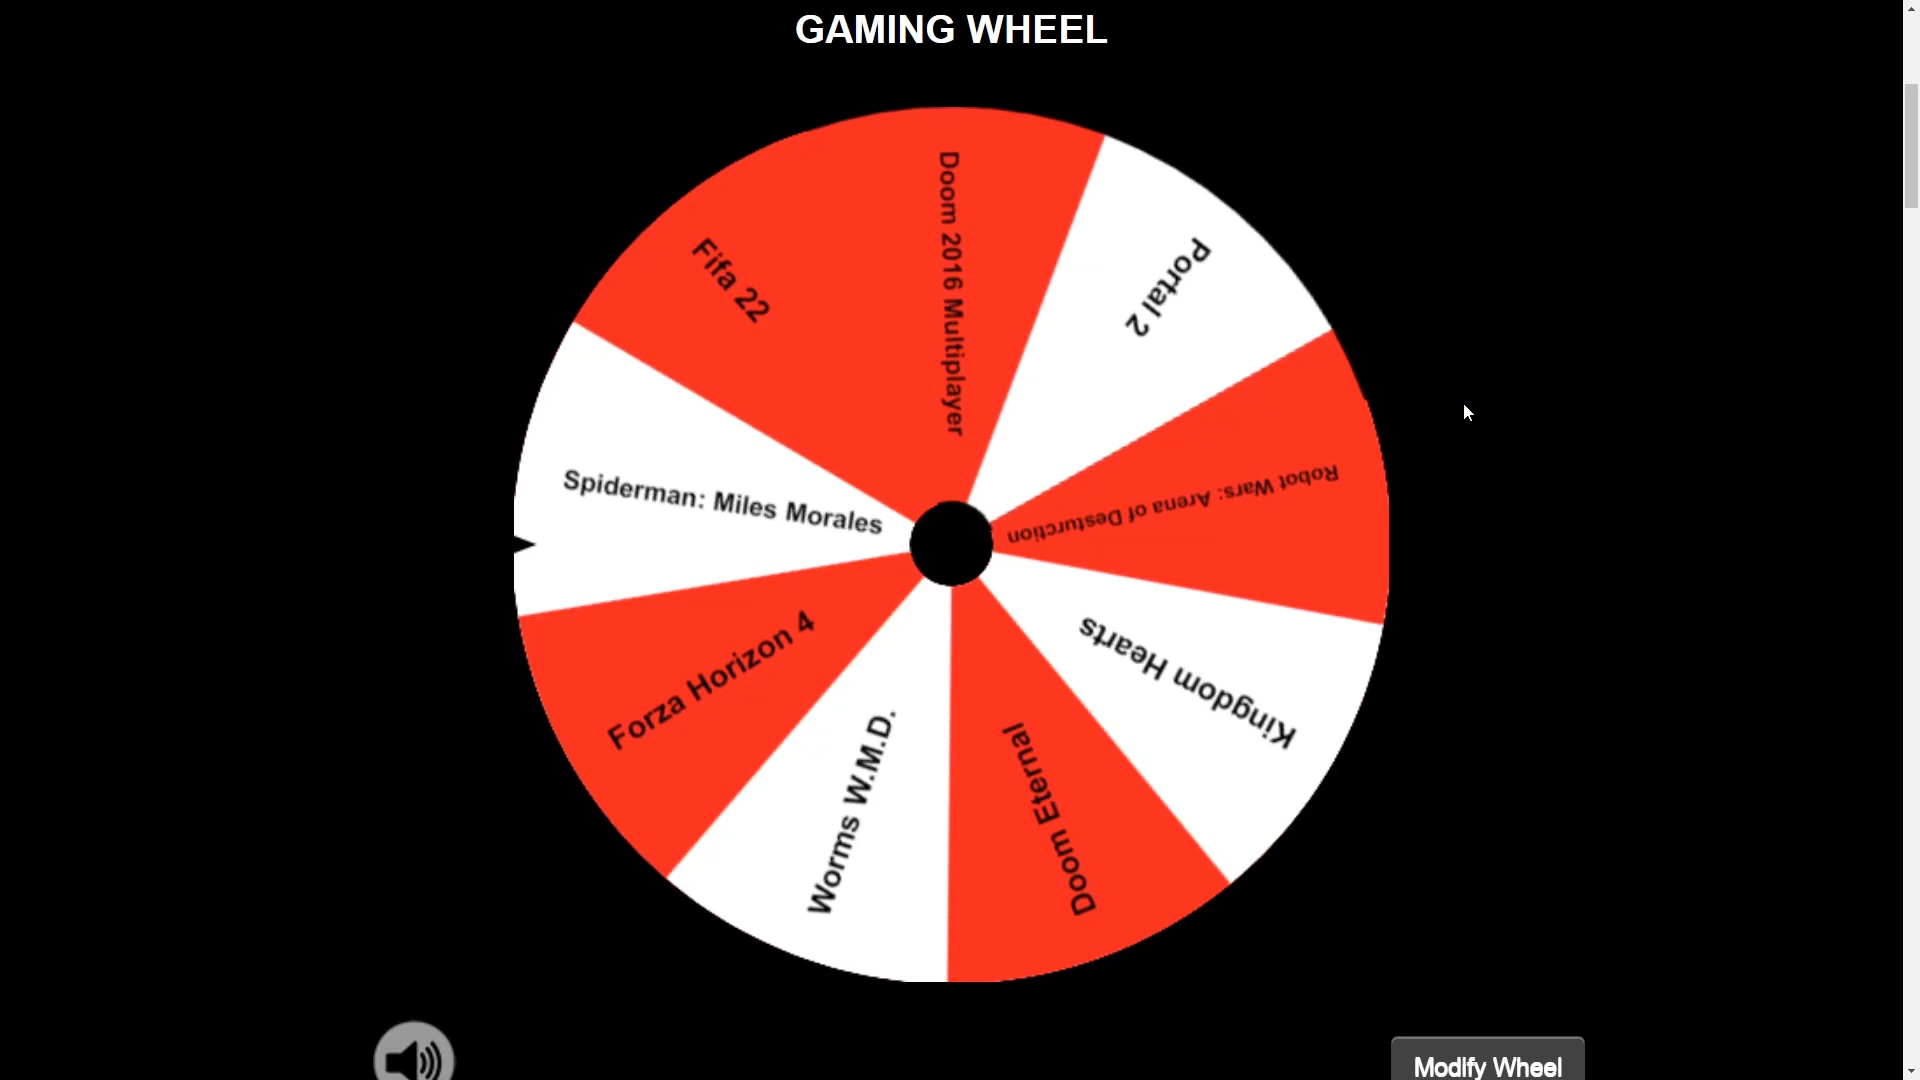 GAMING WHEEL
Doom 2016 Multiplayer
Portal 2
Robot Wars: Arena of Desturction
Kingdom Hearts
Doom Eternal
Worms W.M.D.
Forza Horizon 4
Spiderman: Miles Morales
Fifa 22
Modify Wheel